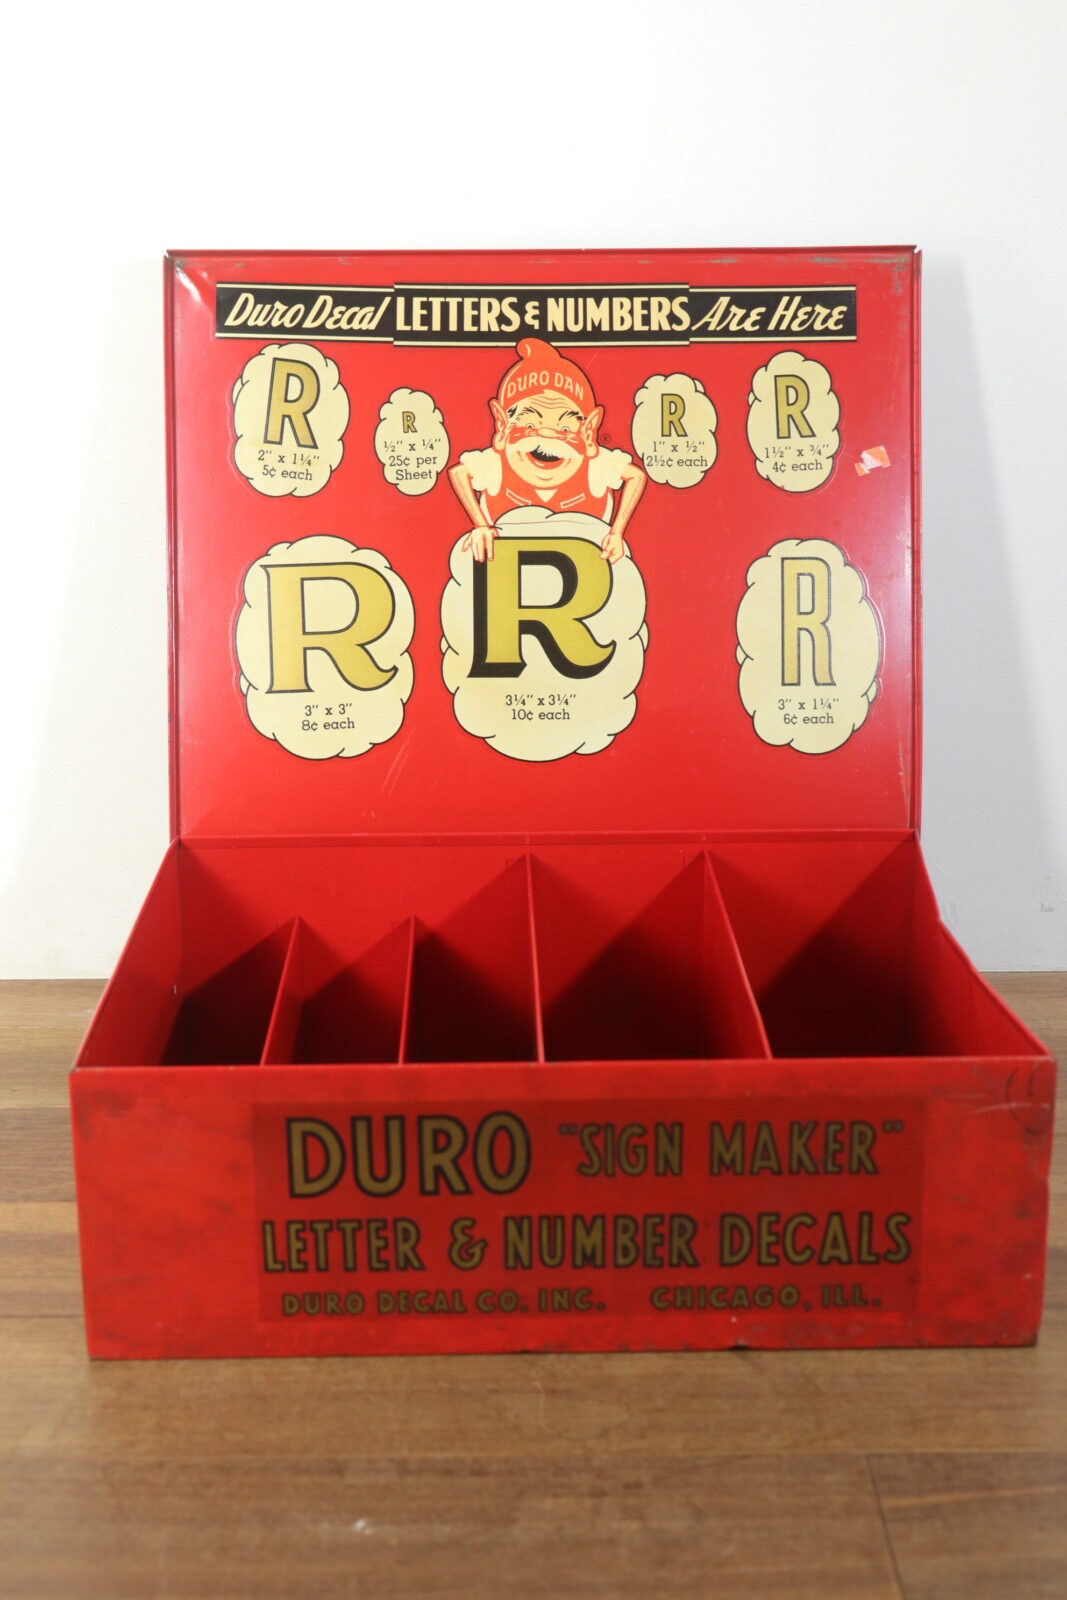 Duro Decal LETTERS & NUMBERS Are Here
DURO DAN
R
2" x 1¼"
5¢ each
R
½" x ¼"
25¢ per
Sheet
®
R
1" x ½"
2½¢ each
R
1½" x ¾"
4¢ each
R
3" x 3"
8¢ each
R
3¼" x 3¼"
10¢ each
R
3" x 1¼"
6¢ each
DURO "SIGN MAKER"
LETTER & NUMBER DECALS
DURO DECAL CO. INC. CHICAGO, ILL.